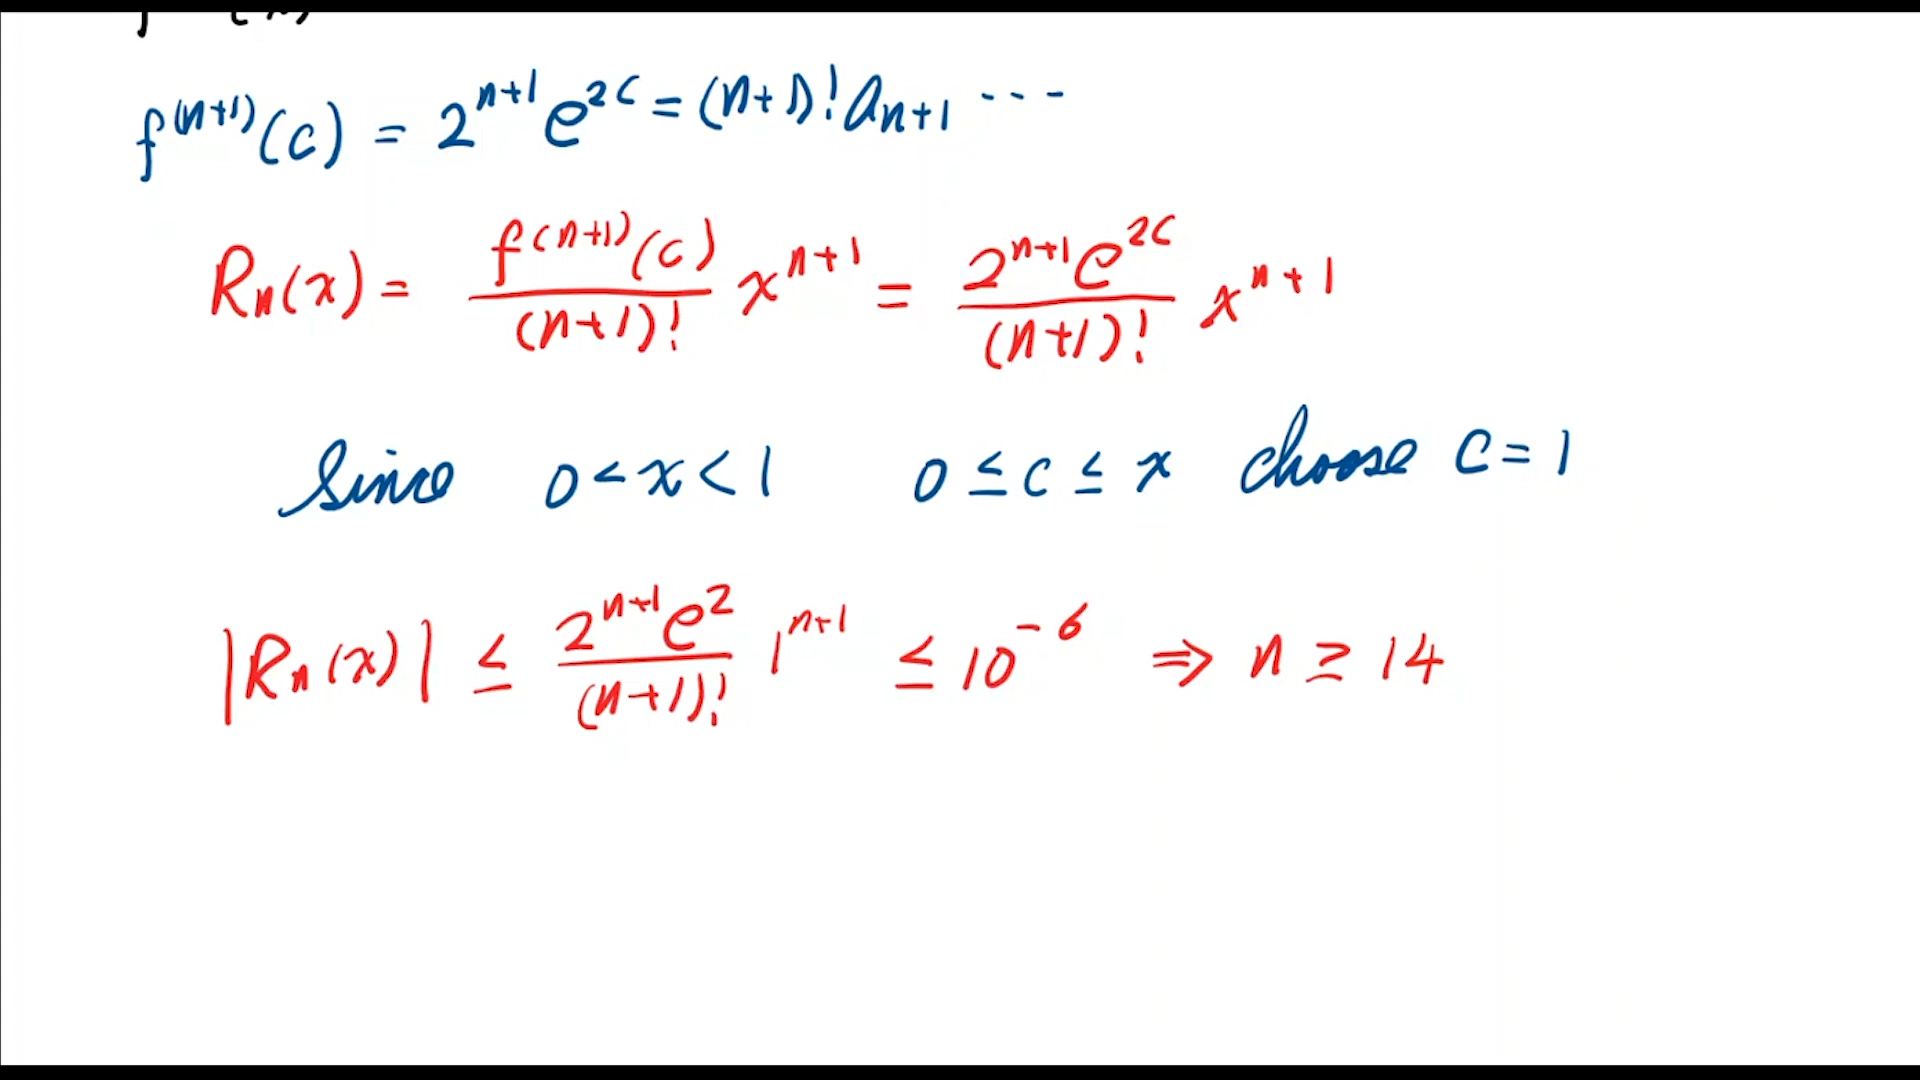 f^(n+1)(c) = 2^(n+1) e^(2c) = (n+1)! a_(n+1) ---
R_n(x) = f^(n+1)(c)/(n+1)! x^(n+1) = 2^(n+1) e^(2c)/(n+1)! x^(n+1)
Since 0<x<1 0≤c≤x choose c=1
|R_n(x)| ≤ 2^(n+1) e^2/(n+1)! 1^(n+1) ≤ 10^-6 ⇒ n ≥ 14